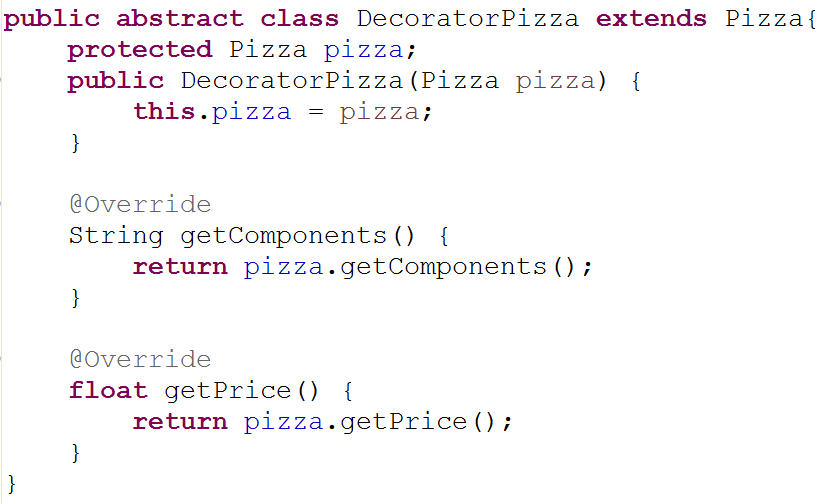 public abstract class DecoratorPizza extends Pizza{
    protected Pizza pizza;
    public DecoratorPizza(Pizza pizza) {
        this.pizza = pizza;
    }

    @Override
    String getComponents() {
        return pizza.getComponents();
    }

    @Override
    float getPrice() {
        return pizza.getPrice();
    }
}